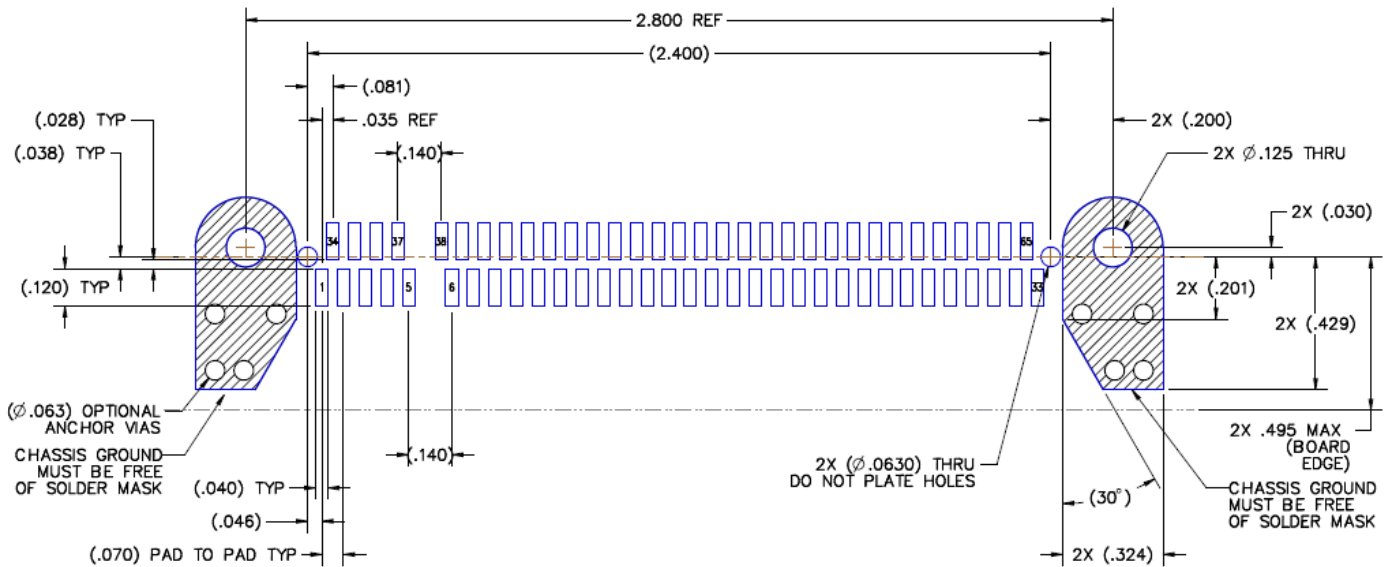 2.800 REF
(2.400)
(.081)
(.028) TYP
.035 REF
2X (.200)
(.038) TYP
(.140)
2X Ø.125 THRU
2X (.030)
34
37
38
65
(.120) TYP
1
5
6
33
2X (.201)
2X (.429)
(Ø.063) OPTIONAL
ANCHOR VIAS
CHASSIS GROUND
MUST BE FREE
OF SOLDER MASK
(.140)
2X (Ø.0630) THRU
DO NOT PLATE HOLES
2X .495 MAX
(BOARD
EDGE)
CHASSIS GROUND
MUST BE FREE
OF SOLDER MASK
(.040) TYP
(30°)
(.046)
(.070) PAD TO PAD TYP
2X (.324)